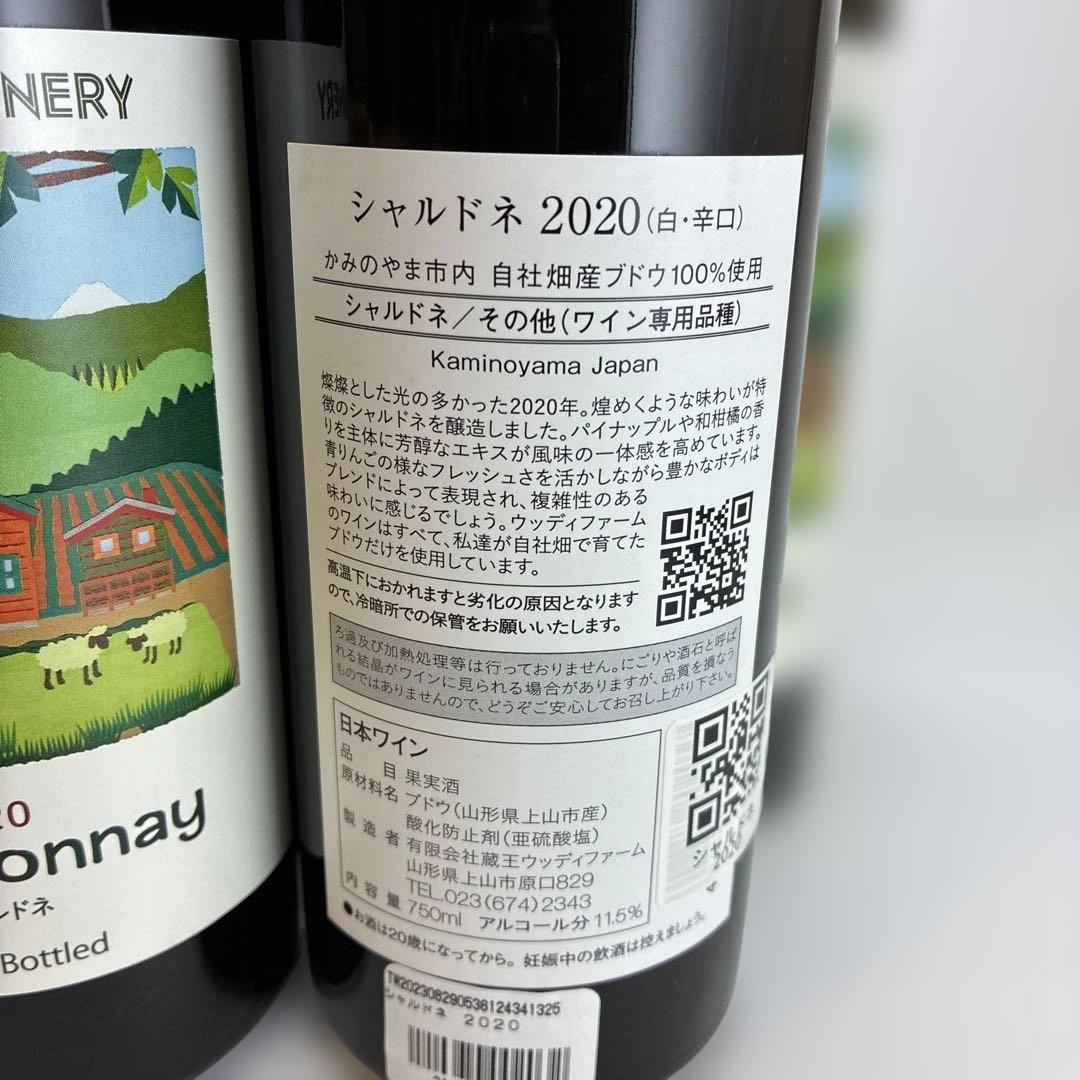 NERY
onnay
ルドネ
Bottled
シャルドネ 2020(白・辛口)
かみのやま市内 自社畑産ブドウ100%使用
シャルドネ/その他(ワイン専用品種)
Kaminoyama Japan
燦燦とした光の多かった2020年。煌めくような味わいが特
徴のシャルドネを醸造しました。パイナップルや和柑橘の香
りを主体に芳醇なエキスが風味の一体感を高めています。
青りんごの様なフレッシュさを活かしながら豊かなボディは
ブレンドによって表現され、複雑性のある
味わいに感じるでしょう。ウッディファーム
のワインはすべて、私達が自社畑で育てた
ブドウだけを使用しています。
高温下におかれますと劣化の原因となります
ので、冷暗所での保管をお願いいたします。
ろ過及び加熱処理等は行っておりません。にごりや酒石と呼ば
れる結晶がワインに見られる場合がありますが、品質を損なう
ものではありませんので、どうぞご安心してお召し上がり下さい。
日本ワイン
品目 果実酒
原材料名 ブドウ(山形県上山市産)
酸化防止剤(亜硫酸塩)
製造者 有限会社蔵王ウッディファーム
山形県上山市原口829
TEL.023(674)2343
内容量 750ml アルコール分 11.5%
●お酒は20歳になってから。妊娠中の飲酒は控えましょう。
シャルドネ
2020
TW202308290536124341325
シャルドネ 2020